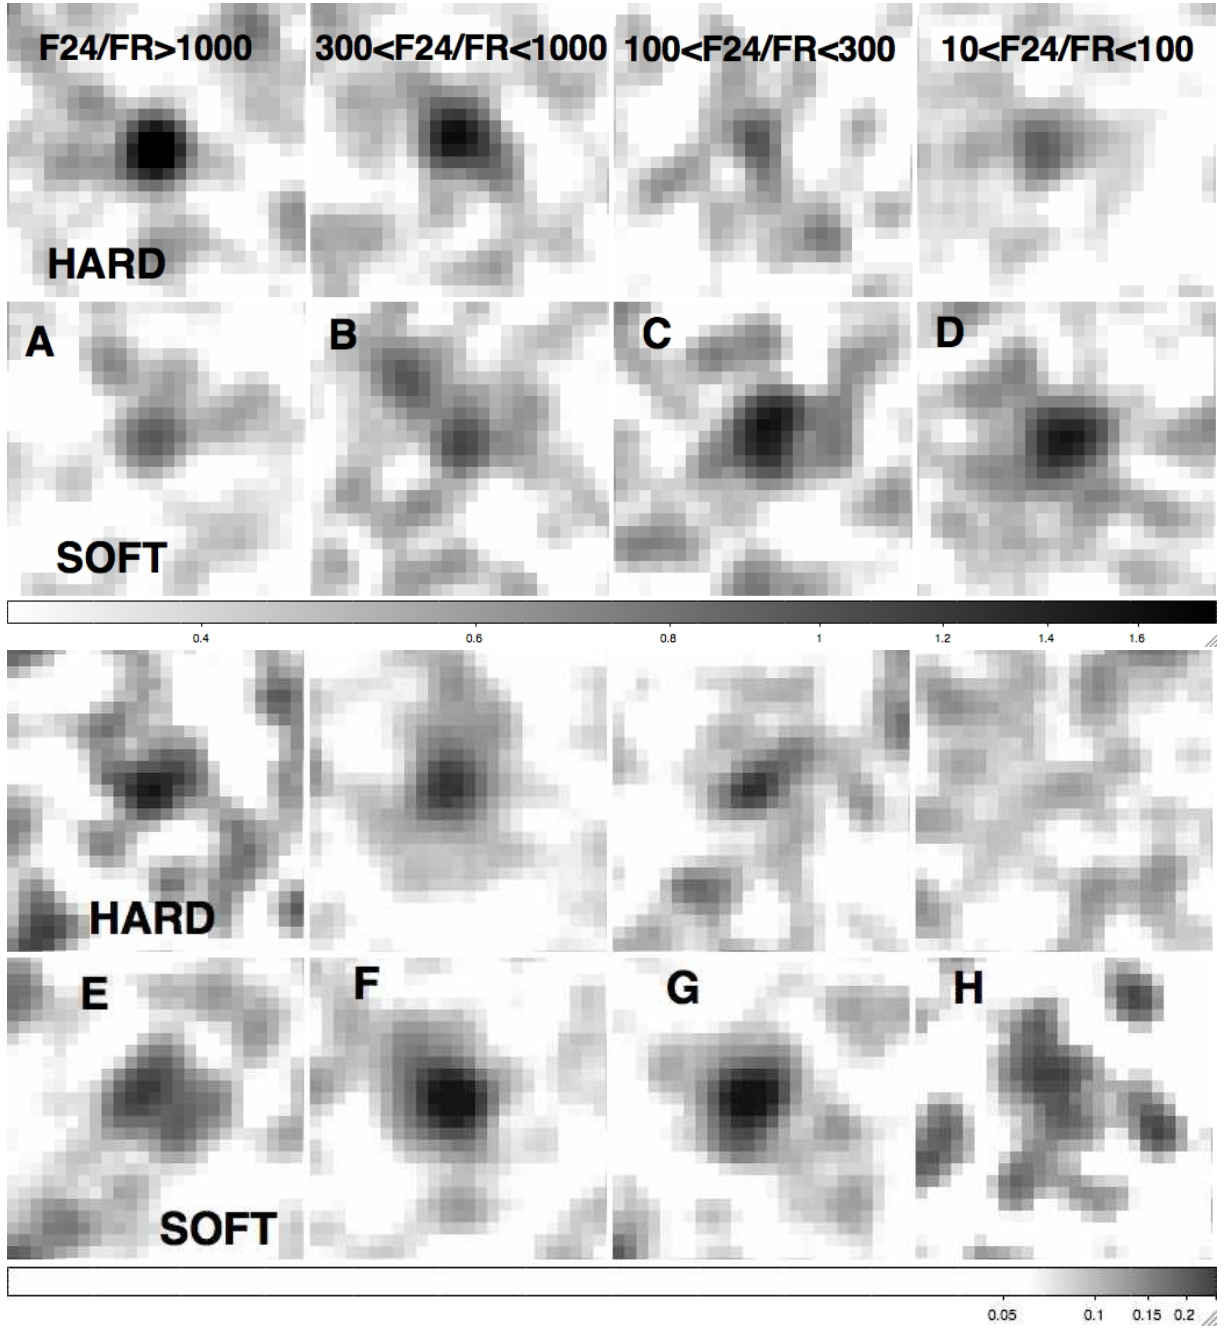 F24/FR>1000 300<F24/FR<1000 100<F24/FR<300 10<F24/FR<100
HARD
A B C D
SOFT
0.4 0.6 0.8 1 1.2 1.4 1.6
HARD
E F G H
SOFT
0.05 0.1 0.15 0.2